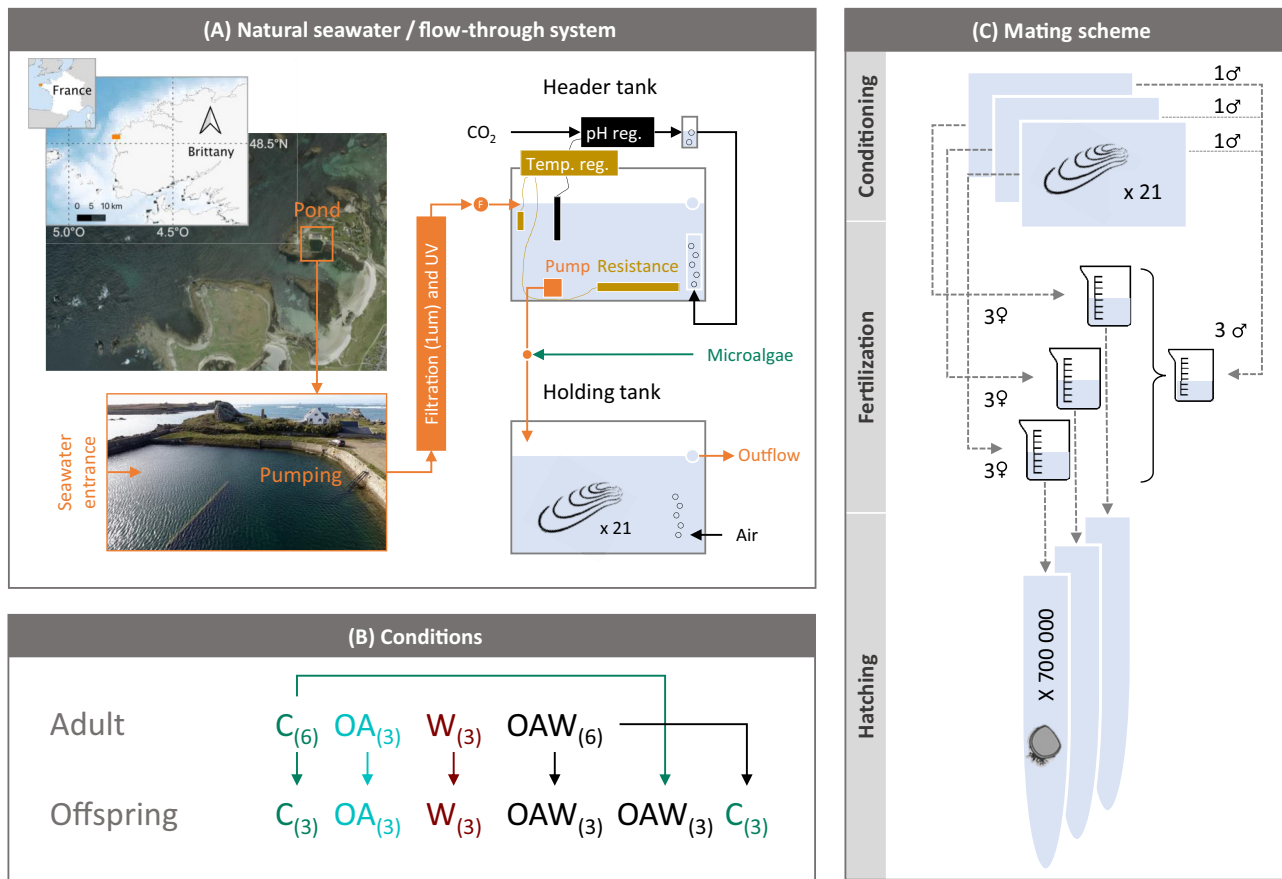 (A) Natural seawater / flow-through system
France
Brittany
48.5°N
0 5 10 km
5.0°O
4.5°O
Pond
Seawater
entrance
Pumping
Filtration (1um) and UV
F
Header tank
CO2
pH reg.
Temp. reg.
Pump
Resistance
Microalgae
Holding tank
Outflow
x 21
Air
(B) Conditions
Adult
C(6) OA(3) W(3) OAW(6)
Offspring
C(3) OA(3) W(3) OAW(3) OAW(3) C(3)
(C) Mating scheme
Conditioning
1♂
1♂
1♂
x 21
Fertilization
3♀
3♀
3♀
3 ♂
Hatching
X 700 000